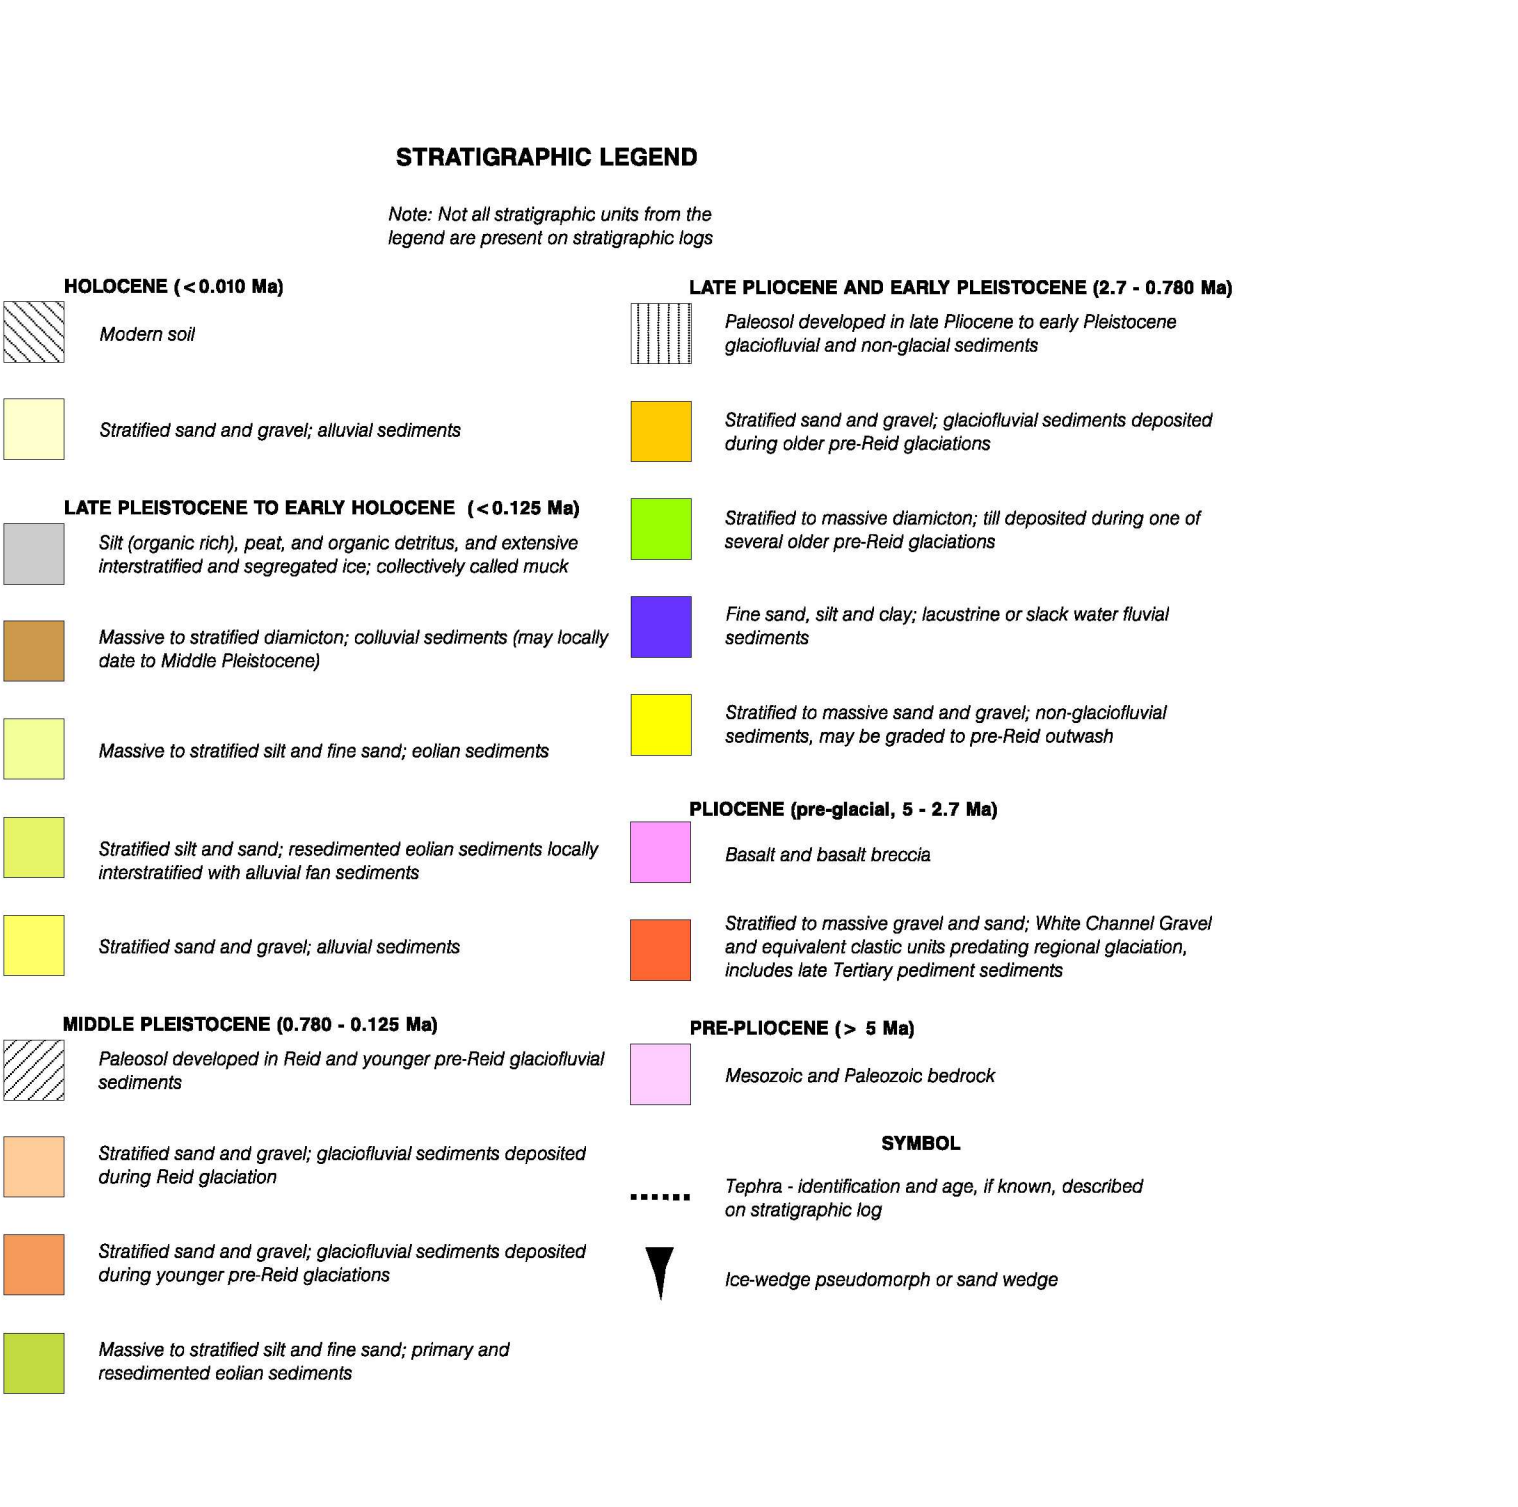 STRATIGRAPHIC LEGEND
Note: Not all stratigraphic units from the
legend are present on stratigraphic logs
HOLOCENE (<0.010 Ma)
Modern soil
Stratified sand and gravel; alluvial sediments
LATE PLEISTOCENE TO EARLY HOLOCENE (<0.125 Ma)
Silt (organic rich), peat, and organic detritus, and extensive
interstratified and segregated ice; collectively called muck
Massive to stratified diamicton; colluvial sediments (may locally
date to Middle Pleistocene)
Massive to stratified silt and fine sand; eolian sediments
Stratified silt and sand; resedimented eolian sediments locally
interstratified with alluvial fan sediments
Stratified sand and gravel; alluvial sediments
MIDDLE PLEISTOCENE (0.780 - 0.125 Ma)
Paleosol developed in Reid and younger pre-Reid glaciofluvial
sediments
Stratified sand and gravel; glaciofluvial sediments deposited
during Reid glaciation
Stratified sand and gravel; glaciofluvial sediments deposited
during younger pre-Reid glaciations
Massive to stratified silt and fine sand; primary and
resedimented eolian sediments
LATE PLIOCENE AND EARLY PLEISTOCENE (2.7 - 0.780 Ma)
Paleosol developed in late Pliocene to early Pleistocene
glaciofluvial and non-glacial sediments
Stratified sand and gravel; glaciofluvial sediments deposited
during older pre-Reid glaciations
Stratified to massive diamicton; till deposited during one of
several older pre-Reid glaciations
Fine sand, silt and clay; lacustrine or slack water fluvial
sediments
Stratified to massive sand and gravel; non-glaciofluvial
sediments, may be graded to pre-Reid outwash
PLIOCENE (pre-glacial, 5 - 2.7 Ma)
Basalt and basalt breccia
Stratified to massive gravel and sand; White Channel Gravel
and equivalent clastic units predating regional glaciation,
includes late Tertiary pediment sediments
PRE-PLIOCENE (> 5 Ma)
Mesozoic and Paleozoic bedrock
SYMBOL
Tephra - identification and age, if known, described
on stratigraphic log
Ice-wedge pseudomorph or sand wedge